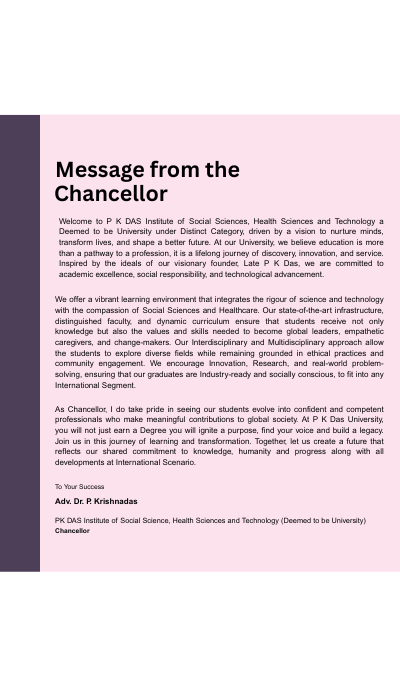 Message from the
Chancellor
Welcome to P K DAS Institute of Social Sciences, Health Sciences and Technology a
Deemed to be University under Distinct Category, driven by a vision to nurture minds,
transform lives, and shape a better future. At our University, we believe education is more
than a pathway to a profession, it is a lifelong journey of discovery, innovation, and service.
Inspired by the ideals of our visionary founder, Late P K Das, we are committed to
academic excellence, social responsibility, and technological advancement.
We offer a vibrant learning environment that integrates the rigour of science and technology
with the compassion of Social Sciences and Healthcare. Our state-of-the-art infrastructure,
distinguished faculty, and dynamic curriculum ensure that students receive not only
knowledge but also the values and skills needed to become global leaders, empathetic
caregivers, and change-makers. Our Interdisciplinary and Multidisciplinary approach allow
the students to explore diverse fields while remaining grounded in ethical practices and
community engagement. We encourage Innovation, Research, and real-world problem-
solving, ensuring that our graduates are Industry-ready and socially conscious, to fit into any
International Segment.
As Chancellor, I do take pride in seeing our students evolve into confident and competent
professionals who make meaningful contributions to global society. At P K Das University,
you will not just earn a Degree you will ignite a purpose, find your voice and build a legacy.
Join us in this journey of learning and transformation. Together, let us create a future that
reflects our shared commitment to knowledge, humanity and progress along with all
developments at International Scenario.
To Your Success
Adv. Dr. P. Krishnadas
PK DAS Institute of Social Science, Health Sciences and Technology (Deemed to be University)
Chancellor